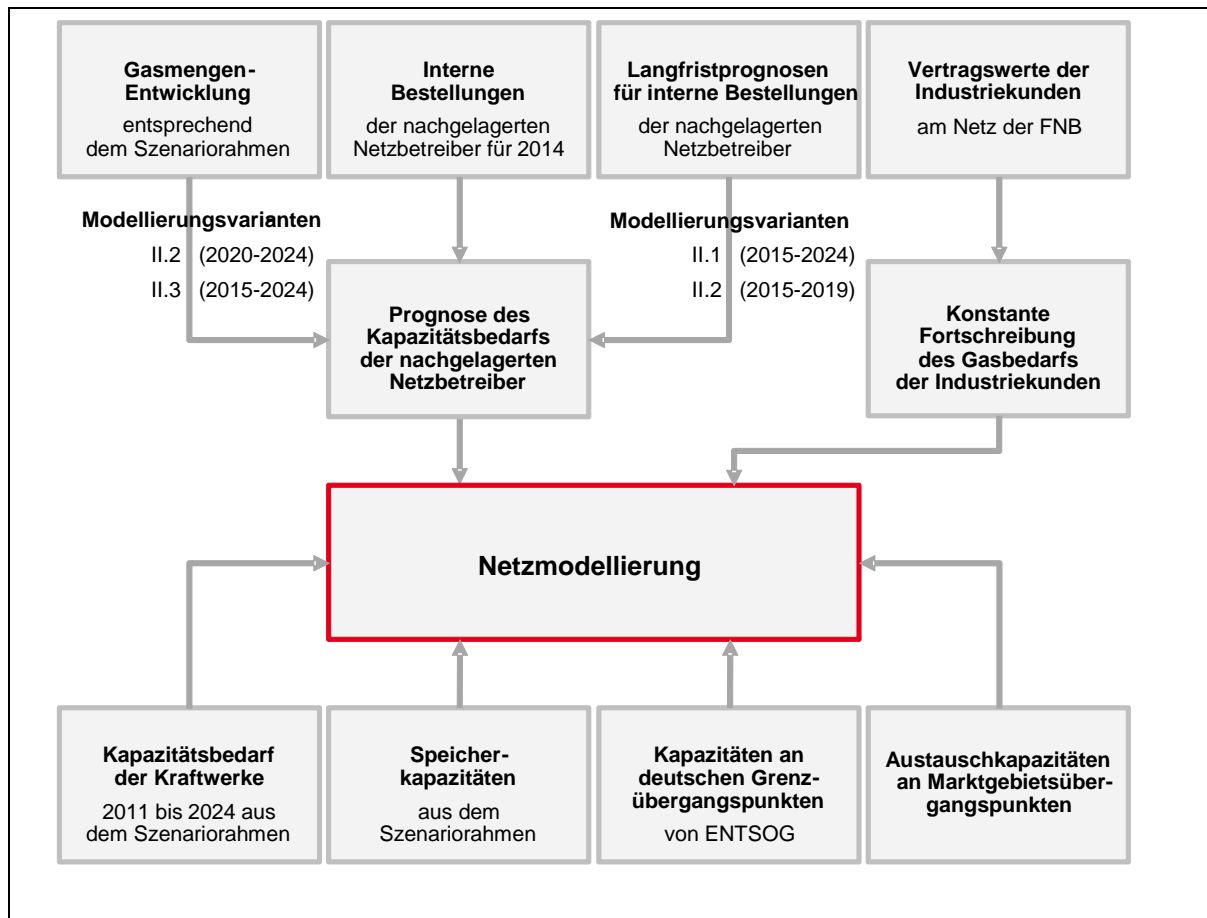 Gasmengen-
Entwicklung
entsprechend
dem Szenariorahmen
Interne
Bestellungen
der nachgelagerten
Netzbetreiber für 2014
Langfristprognosen
für interne Bestellungen
der nachgelagerten
Netzbetreiber
Vertragswerte der
Industriekunden
am Netz der FNB
Modellierungsvarianten
II.2 (2020-2024)
II.3 (2015-2024)
Modellierungsvarianten
II.1 (2015-2024)
II.2 (2015-2019)
Prognose des
Kapazitätsbedarfs
der nachgelagerten
Netzbetreiber
Konstante
Fortschreibung
des Gasbedarfs
der Industriekunden
Netzmodellierung
Kapazitätsbedarf
der Kraftwerke
2011 bis 2024 aus
dem Szenariorahmen
Speicher-
kapazitäten
aus dem
Szenariorahmen
Kapazitäten an
deutschen Grenz-
übergangspunkten
von ENTSOG
Austauschkapazitäten
an Marktgebietsüber-
gangspunkten